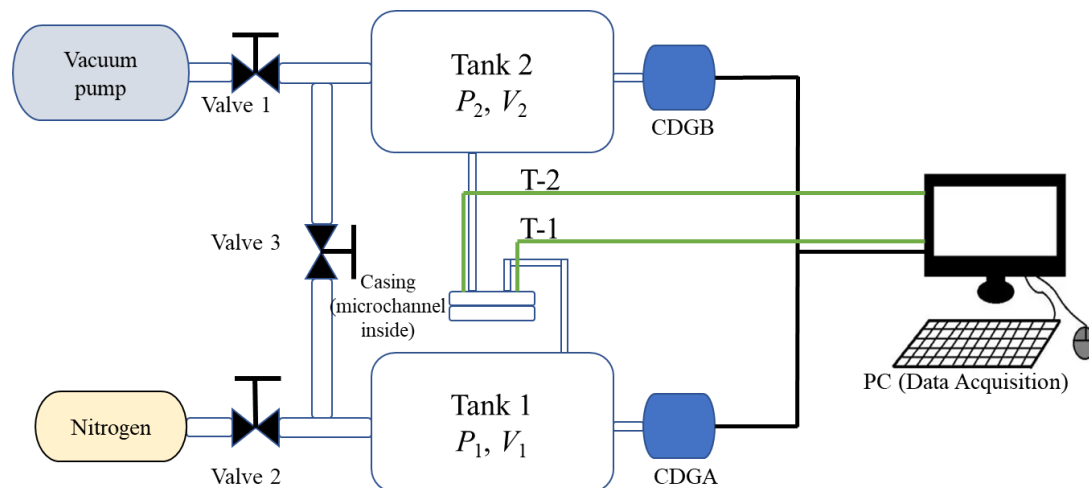 Vacuum
pump
Valve 1
Tank 2
P₂, V₂
CDGB
T-2
T-1
Valve 3
Casing
(microchannel
inside)
PC (Data Acquisition)
Nitrogen
Valve 2
Tank 1
P₁, V₁
CDGA